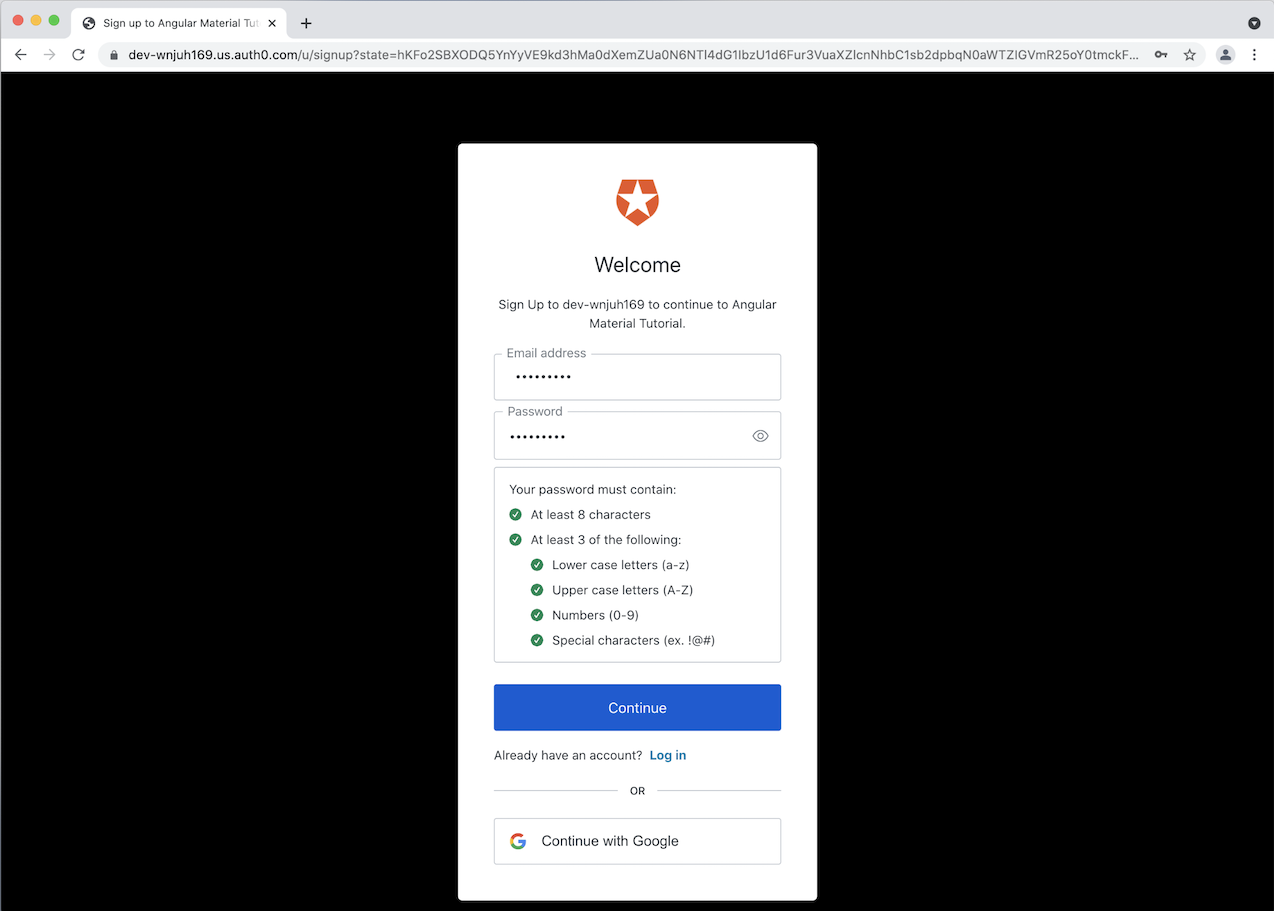 Sign up to Angular Material Tut
dev-wnjuh169.us.auth0.com/u/signup?state=hKFo2SBXODQ5YnYyVE9kd3hMa0dXemZUa0N6NTI4dG1IbzU1d6Fur3VuaXZlcnNhbC1sb2dpbqN0aWTZIGVmR25oY0tmckF...
Welcome
Sign Up to dev-wnjuh169 to continue to Angular
Material Tutorial.
Email address
•••••••••
Password
•••••••••
Your password must contain:
At least 8 characters
At least 3 of the following:
Lower case letters (a-z)
Upper case letters (A-Z)
Numbers (0-9)
Special characters (ex. !@#)
Continue
Already have an account? Log in
OR
Continue with Google